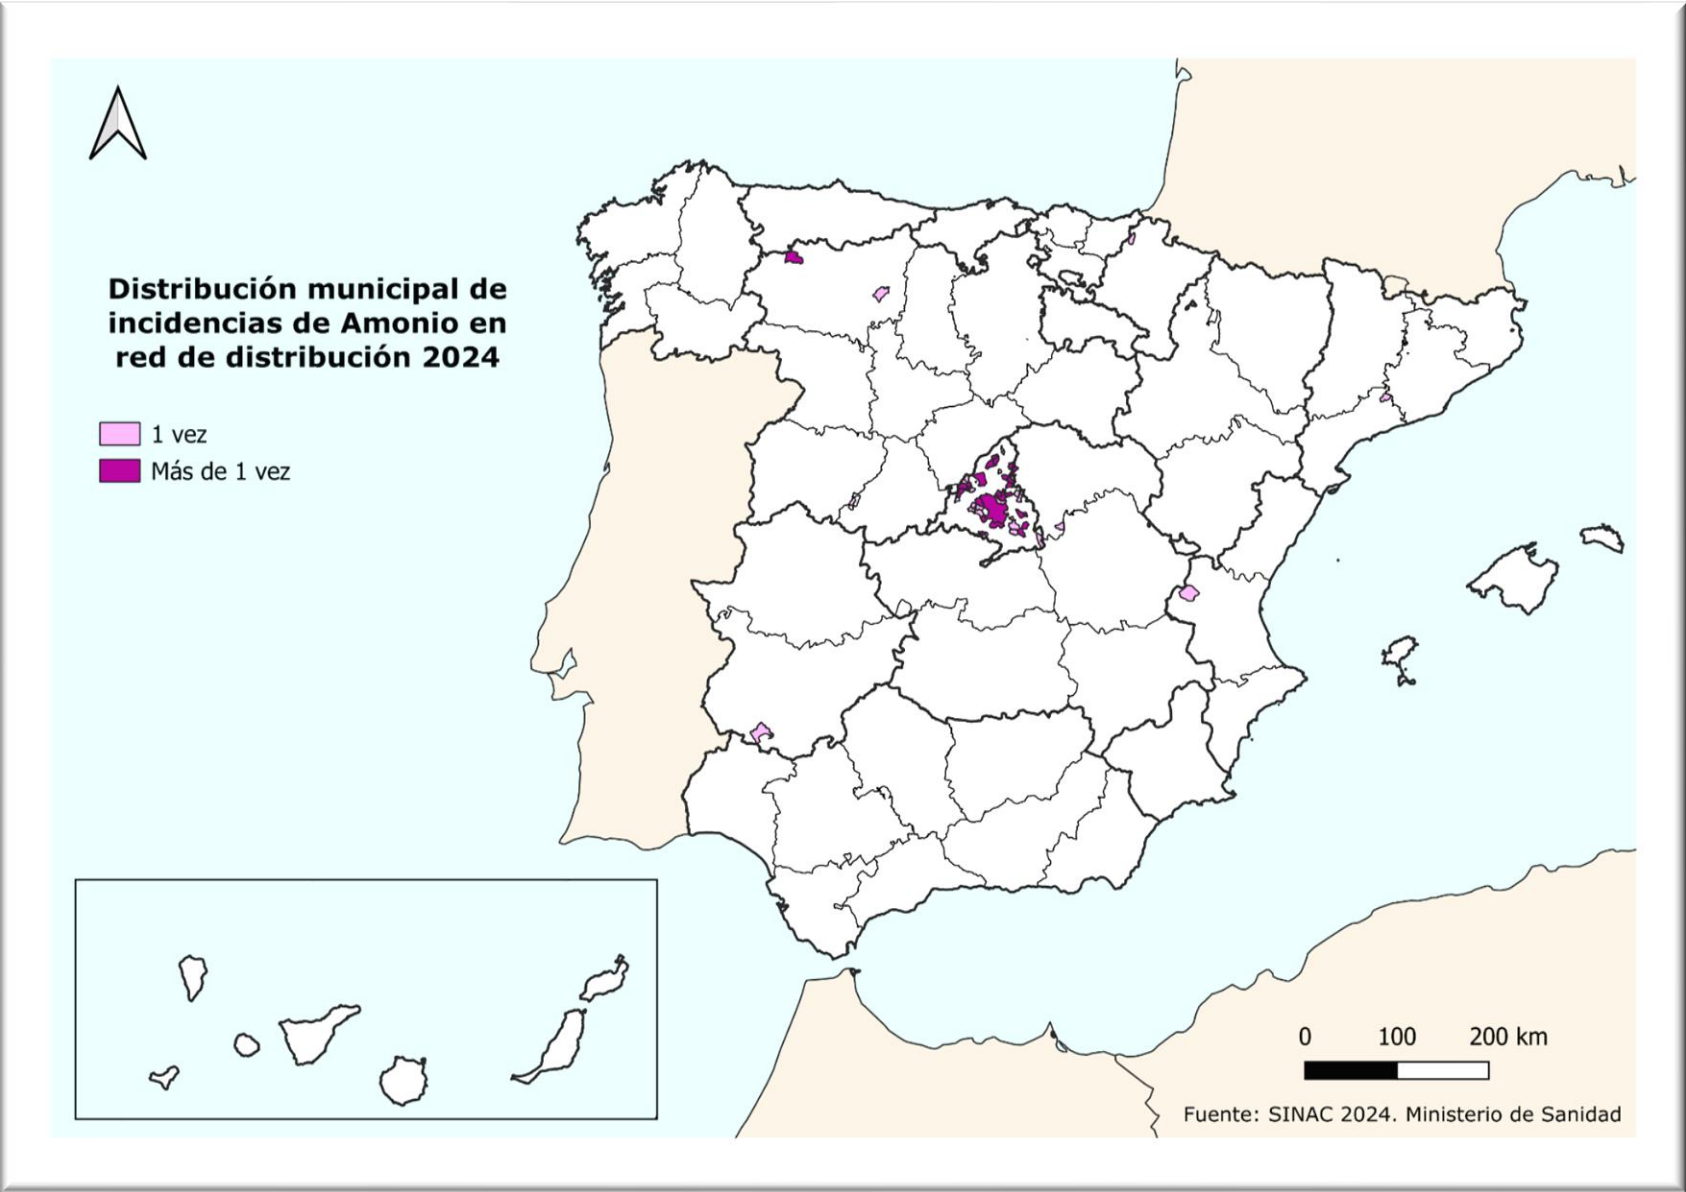 Distribución municipal de
incidencias de Amonio en
red de distribución 2024
1 vez
Más de 1 vez
0 100 200 km
Fuente: SINAC 2024. Ministerio de Sanidad